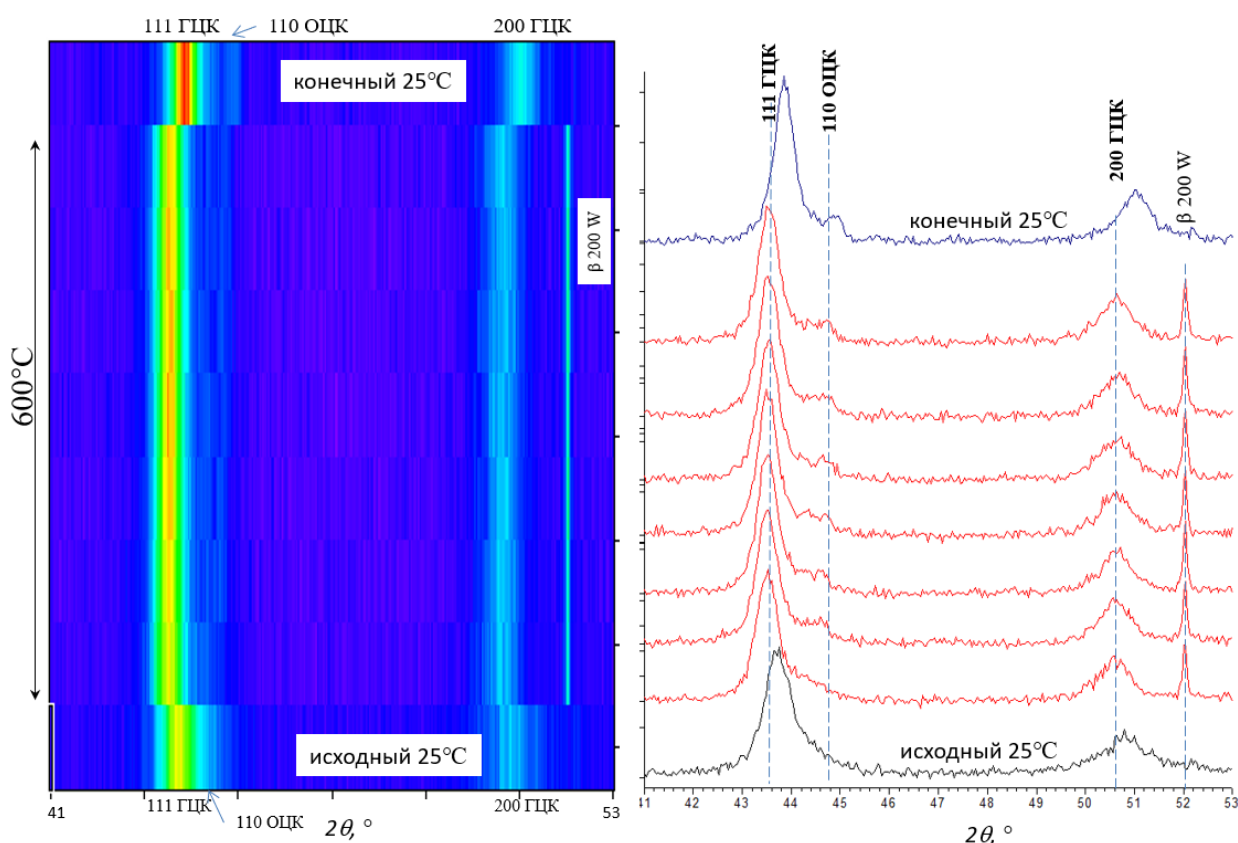 111 ГЦК
110 ОЦК
200 ГЦК
конечный 25℃
600°C
β 200 W
исходный 25℃
41
111 ГЦК
110 ОЦК
2θ, °
200 ГЦК
53
111 ГЦК
110 ОЦК
200 ГЦК
β 200 W
конечный 25℃
исходный 25℃
41 42 43 44 45 46 47 48 49 50 51 52 53
2θ, °